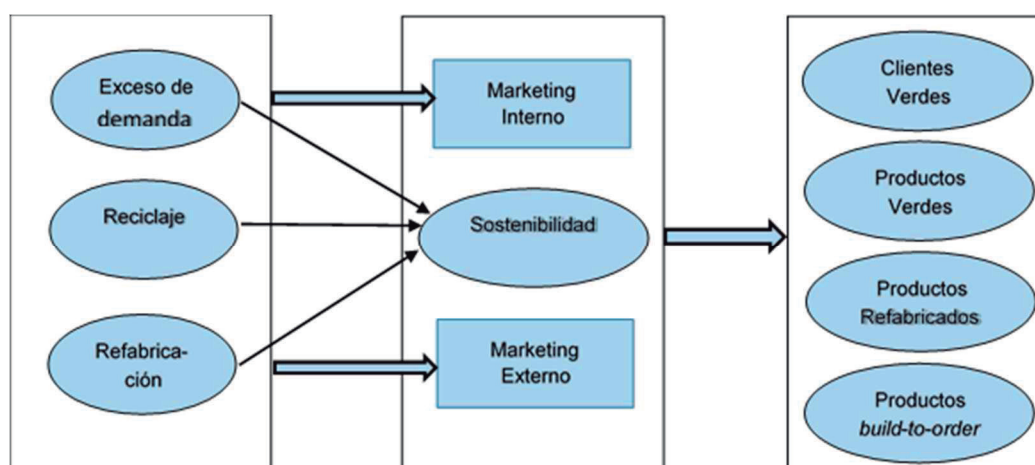 Exceso de
demanda
Reciclaje
Refabrica-
ación
Marketing
Interno
Sostenibilidad
Marketing
Externo
Clientes
Verdes
Productos
Verdes
Productos
Refabricados
Productos
build-to-order